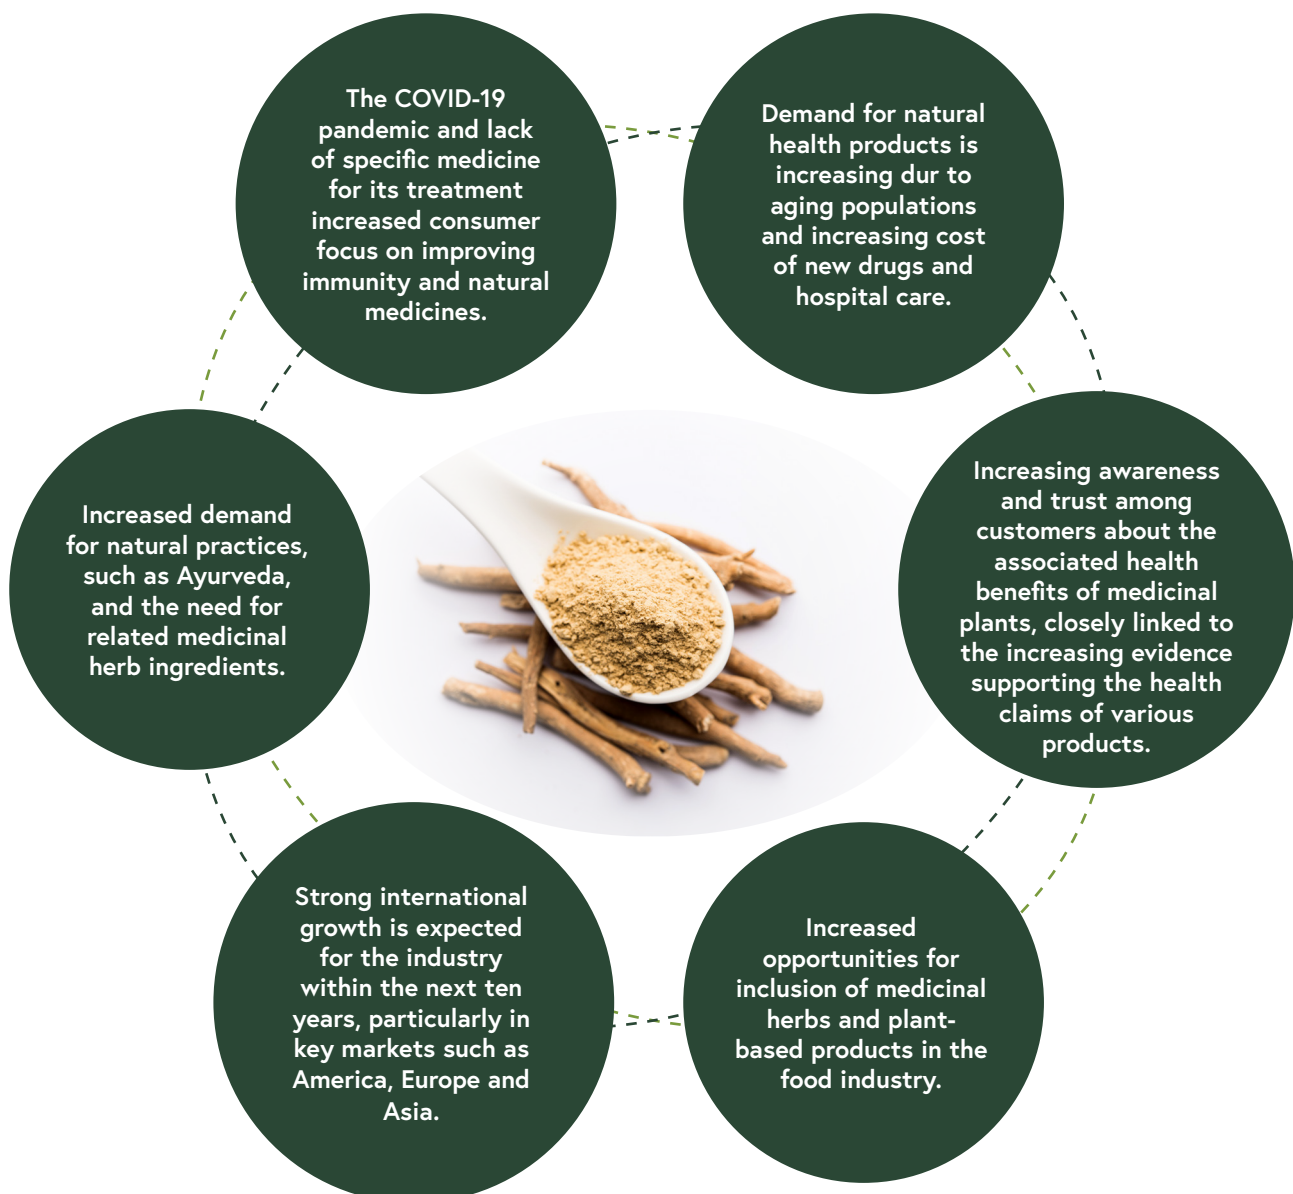 The COVID-19
pandemic and lack
of specific medicine
for its treatment
increased consumer
focus on improving
immunity and natural
medicines.
Demand for natural
health products is
increasing dur to
aging populations
and increasing cost
of new drugs and
hospital care.
Increased demand
for natural practices,
such as Ayurveda,
and the need for
related medicinal
herb ingredients.
Increasing awareness
and trust among
customers about the
associated health
benefits of medicinal
plants, closely linked to
the increasing evidence
supporting the health
claims of various
products.
Strong international
growth is expected
for the industry
within the next ten
years, particularly in
key markets such as
America, Europe and
Asia.
Increased
opportunities for
inclusion of medicinal
herbs and plant-
based products in the
food industry.